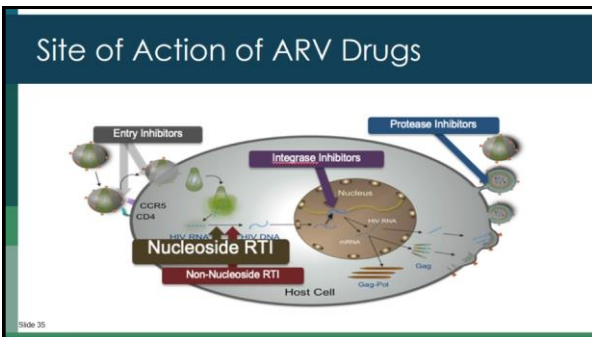 Site of Action of ARV Drugs
Entry Inhibitors
Protease Inhibitors
Integrase Inhibitors
Nucleus
CCR5
CD4
HIV RNA
HIV RNA
HIV DNA
mRNA
Nucleoside RTI
Gag
Non-Nucleoside RTI
Gag-Pol
Host Cell
Slide 35